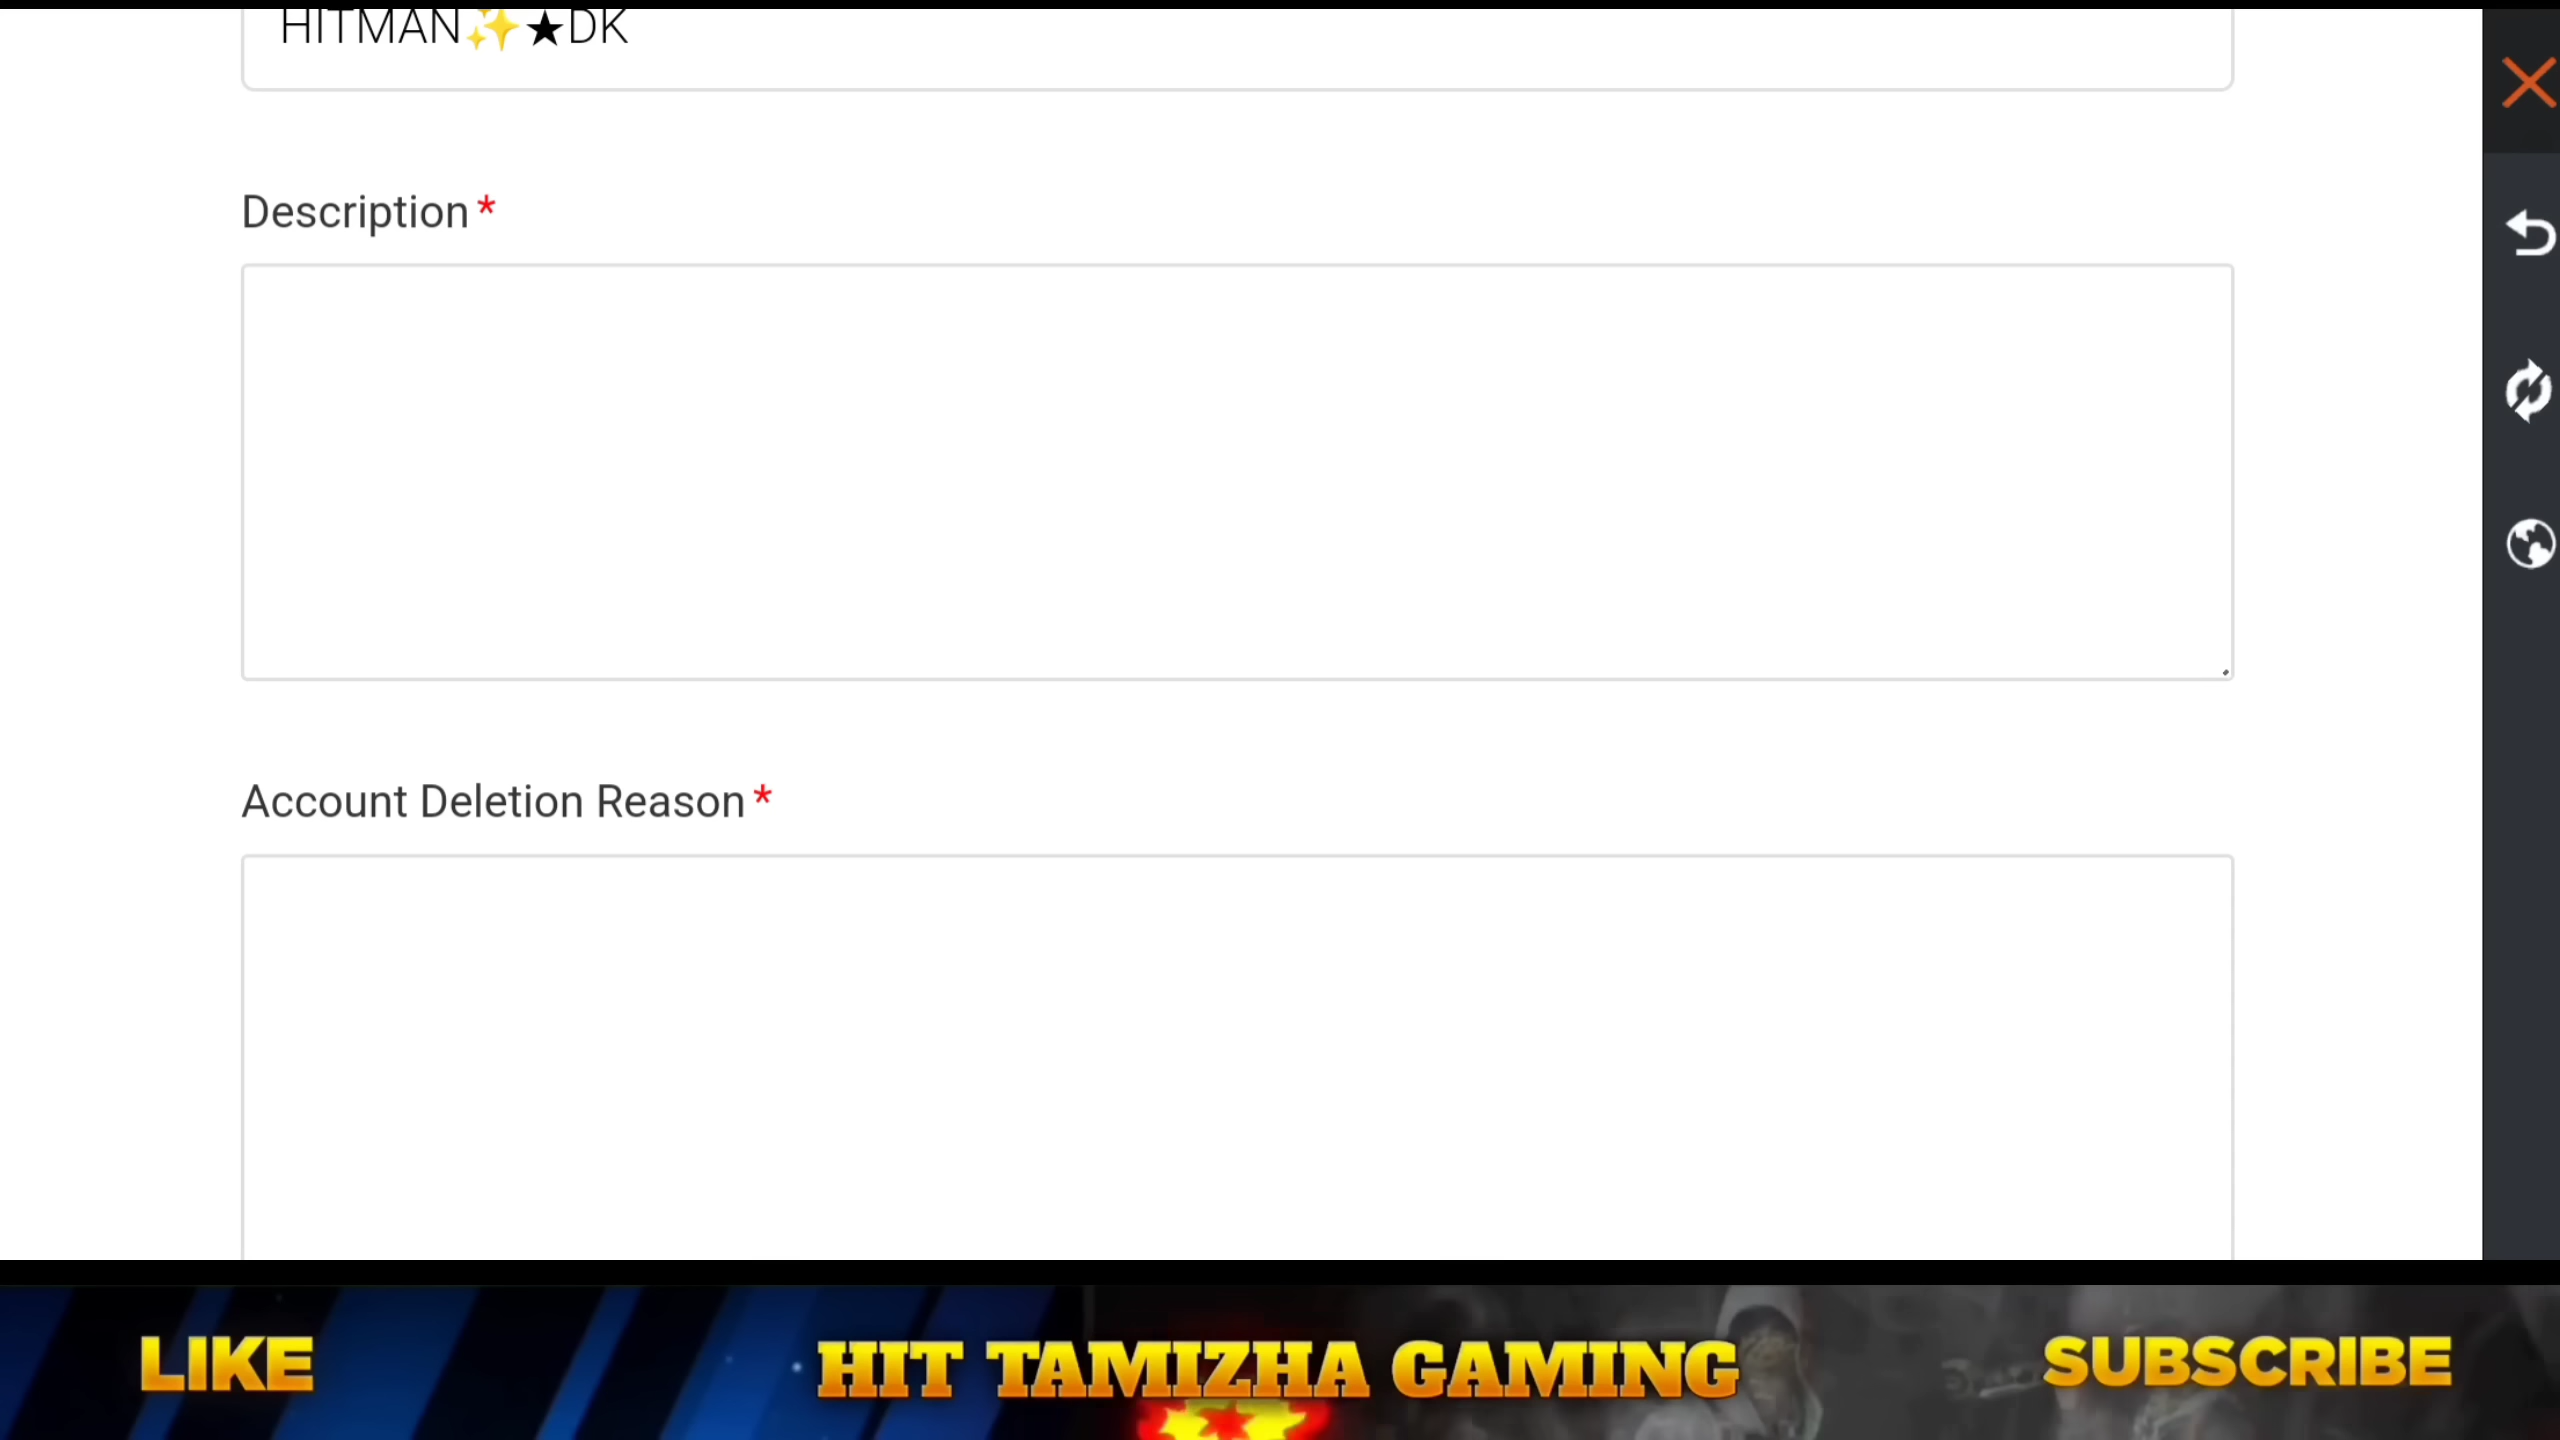 HITMAN✨★DK
Description *
Account Deletion Reason *
LIKE
HIT TAMIZHA GAMING
SUBSCRIBE